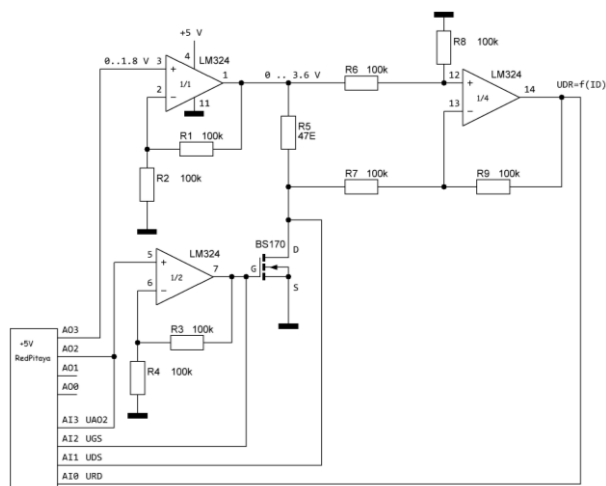 +5 V
R8 100k
LM324
4
0..1.8 V
3
+
1/1
1
0 .. 3.6 V
R6 100k
12
+
LM324
14
UDR=f(ID)
2
−
11
13
−
1/4
R1 100k
R5
47E
R2 100k
R7 100k
R9 100k
BS170
D
LM324
5
+
1/2
7
G
S
6
−
R3 100k
+5V
RedPitaya
AO3
AO2
AO1
AO0
R4 100k
AI3 UAO2
AI2 UGS
AI1 UDS
AI0 URD